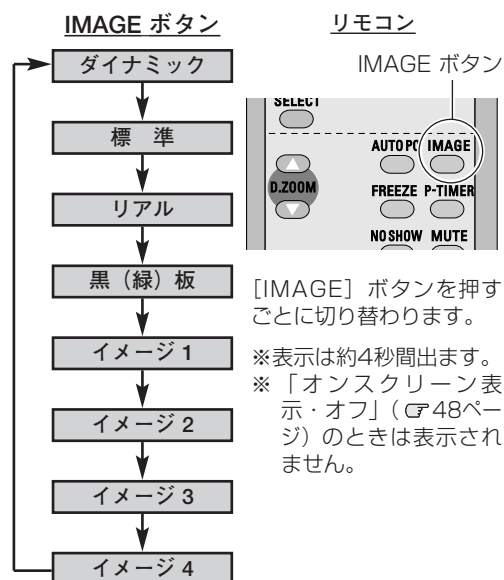 IMAGE ボタン
ダイナミック
標 準
リアル
黒（緑）板
イメージ 1
イメージ 2
イメージ 3
イメージ 4
リモコン
IMAGE ボタン
SELECT
AUTO PC IMAGE
D.ZOOM
FREEZE P-TIMER
NO SHOW MUTE
［IMAGE］ボタンを押す
ごとに切り替わります。
※表示は約4秒間出ます。
※「オンスクリーン表
示・オフ」（☞48ペー
ジ）のときは表示され
ません。